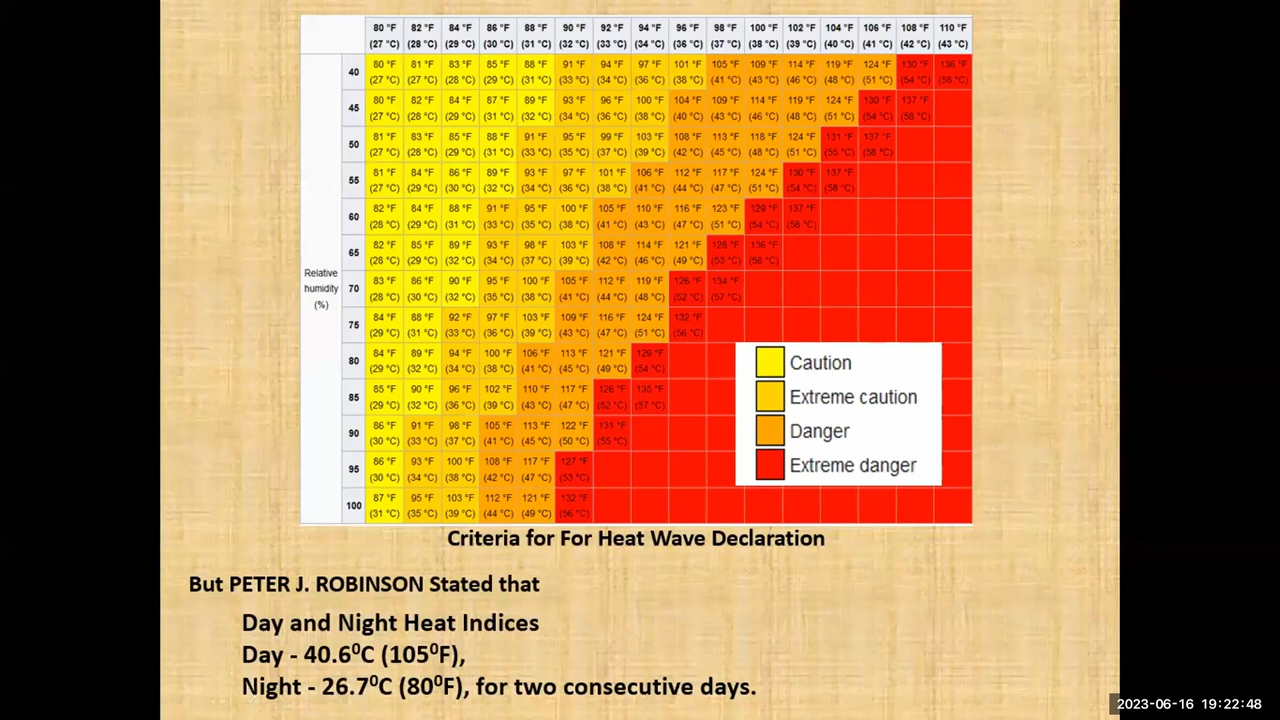 80 °F 82 °F 84 °F 86 °F 88 °F 90 °F 92 °F 94 °F 96 °F 98 °F 100 °F 102 °F 104 °F 106 °F 108 °F 110 °F
(27 °C) (28 °C) (29 °C) (30 °C) (31 °C) (32 °C) (33 °C) (34 °C) (36 °C) (37 °C) (38 °C) (39 °C) (40 °C) (41 °C) (42 °C) (43 °C)
40 80 °F 81 °F 83 °F 85 °F 88 °F 91 °F 94 °F 97 °F 101 °F 105 °F 109 °F 114 °F 119 °F 124 °F 130 °F 136 °F
(27 °C) (27 °C) (28 °C) (29 °C) (31 °C) (33 °C) (34 °C) (36 °C) (38 °C) (41 °C) (43 °C) (46 °C) (48 °C) (51 °C) (54 °C) (58 °C)
45 80 °F 82 °F 84 °F 87 °F 89 °F 93 °F 96 °F 100 °F 104 °F 109 °F 114 °F 119 °F 124 °F 130 °F 137 °F
(27 °C) (28 °C) (29 °C) (31 °C) (32 °C) (34 °C) (36 °C) (38 °C) (40 °C) (43 °C) (46 °C) (48 °C) (51 °C) (54 °C) (58 °C)
50 81 °F 83 °F 85 °F 88 °F 91 °F 95 °F 99 °F 103 °F 108 °F 113 °F 118 °F 124 °F 131 °F 137 °F
(27 °C) (28 °C) (29 °C) (31 °C) (33 °C) (35 °C) (37 °C) (39 °C) (42 °C) (45 °C) (48 °C) (51 °C) (55 °C) (58 °C)
55 81 °F 84 °F 86 °F 89 °F 93 °F 97 °F 101 °F 106 °F 112 °F 117 °F 124 °F 130 °F 137 °F
(27 °C) (29 °C) (30 °C) (32 °C) (34 °C) (36 °C) (38 °C) (41 °C) (44 °C) (47 °C) (51 °C) (54 °C) (58 °C)
60 82 °F 84 °F 88 °F 91 °F 95 °F 100 °F 105 °F 110 °F 116 °F 123 °F 129 °F 137 °F
(28 °C) (29 °C) (31 °C) (33 °C) (35 °C) (38 °C) (41 °C) (43 °C) (47 °C) (51 °C) (54 °C) (58 °C)
65 82 °F 85 °F 89 °F 93 °F 98 °F 103 °F 108 °F 114 °F 121 °F 128 °F 136 °F
(28 °C) (29 °C) (32 °C) (34 °C) (37 °C) (39 °C) (42 °C) (46 °C) (49 °C) (53 °C) (58 °C)
Relative
humidity
(%)
70 83 °F 86 °F 90 °F 95 °F 100 °F 105 °F 112 °F 119 °F 126 °F 134 °F
(28 °C) (30 °C) (32 °C) (35 °C) (38 °C) (41 °C) (44 °C) (48 °C) (52 °C) (57 °C)
75 84 °F 88 °F 92 °F 97 °F 103 °F 109 °F 116 °F 124 °F 132 °F
(29 °C) (31 °C) (33 °C) (36 °C) (39 °C) (43 °C) (47 °C) (51 °C) (56 °C)
80 84 °F 89 °F 94 °F 100 °F 106 °F 113 °F 121 °F 129 °F
(29 °C) (32 °C) (34 °C) (38 °C) (41 °C) (45 °C) (49 °C) (54 °C)
85 85 °F 90 °F 96 °F 102 °F 110 °F 117 °F 126 °F 135 °F
(29 °C) (32 °C) (36 °C) (39 °C) (43 °C) (47 °C) (52 °C) (57 °C)
90 86 °F 91 °F 98 °F 105 °F 113 °F 122 °F 131 °F
(30 °C) (33 °C) (37 °C) (41 °C) (45 °C) (50 °C) (55 °C)
95 86 °F 93 °F 100 °F 108 °F 117 °F 127 °F
(30 °C) (34 °C) (38 °C) (42 °C) (47 °C) (53 °C)
100 87 °F 95 °F 103 °F 112 °F 121 °F 132 °F
(31 °C) (35 °C) (39 °C) (44 °C) (49 °C) (56 °C)
Caution
Extreme caution
Danger
Extreme danger
Criteria for For Heat Wave Declaration
But PETER J. ROBINSON Stated that
Day and Night Heat Indices
Day - 40.6⁰C (105⁰F),
Night - 26.7⁰C (80⁰F), for two consecutive days.
2023-06-16 19:22:48